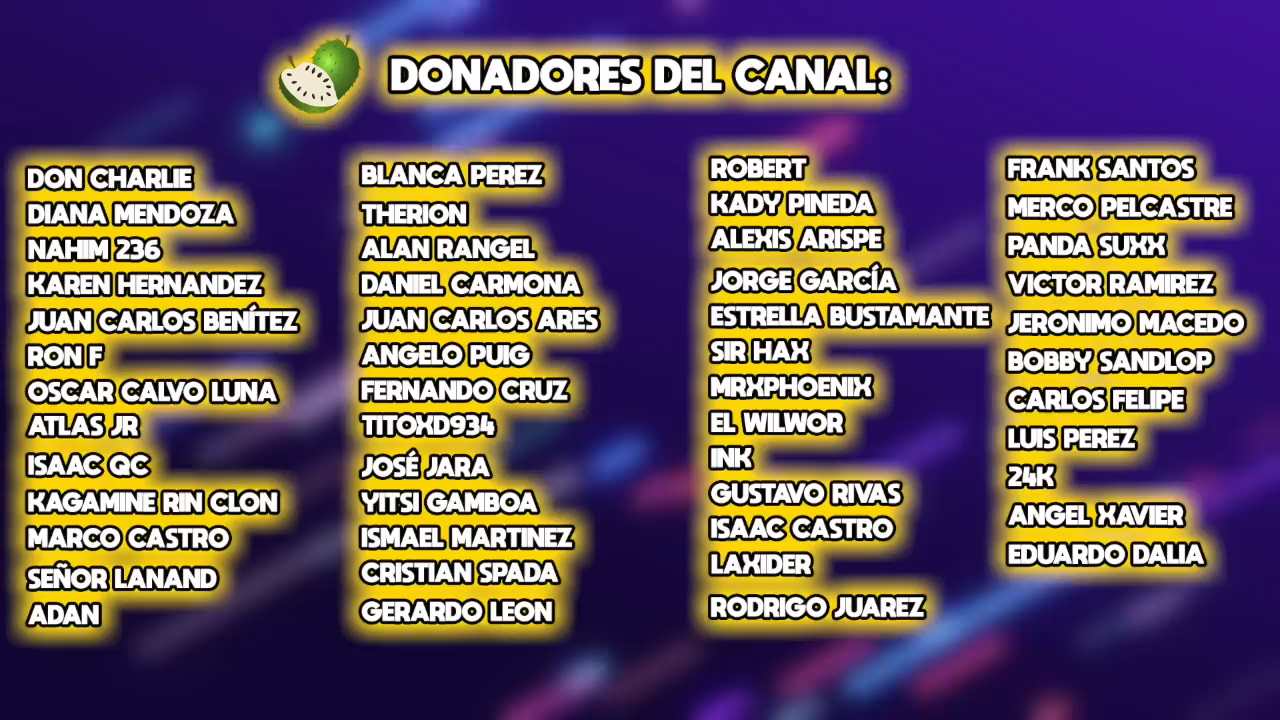 DONADORES DEL CANAL:
DON CHARLIE
DIANA MENDOZA
NAHIM 236
KAREN HERNANDEZ
JUAN CARLOS BENÍTEZ
RON F
OSCAR CALVO LUNA
ATLAS JR
ISAAC QC
KAGAMINE RIN CLON
MARCO CASTRO
SEÑOR LANAND
ADAN
BLANCA PEREZ
THERION
ALAN RANGEL
DANIEL CARMONA
JUAN CARLOS ARES
ANGELO PUIG
FERNANDO CRUZ
TITOXD934
JOSÉ JARA
YITSI GAMBOA
ISMAEL MARTINEZ
CRISTIAN SPADA
GERARDO LEON
ROBERT
KADY PINEDA
ALEXIS ARISPE
JORGE GARCÍA
ESTRELLA BUSTAMANTE
SIR HAX
MRXPHOENIX
EL WILWOR
INK
GUSTAVO RIVAS
ISAAC CASTRO
LAXIDER
RODRIGO JUAREZ
FRANK SANTOS
MERCO PELCASTRE
PANDA SUXX
VICTOR RAMIREZ
JERONIMO MACEDO
BOBBY SANDLOP
CARLOS FELIPE
LUIS PEREZ
24K
ANGEL XAVIER
EDUARDO DALIA